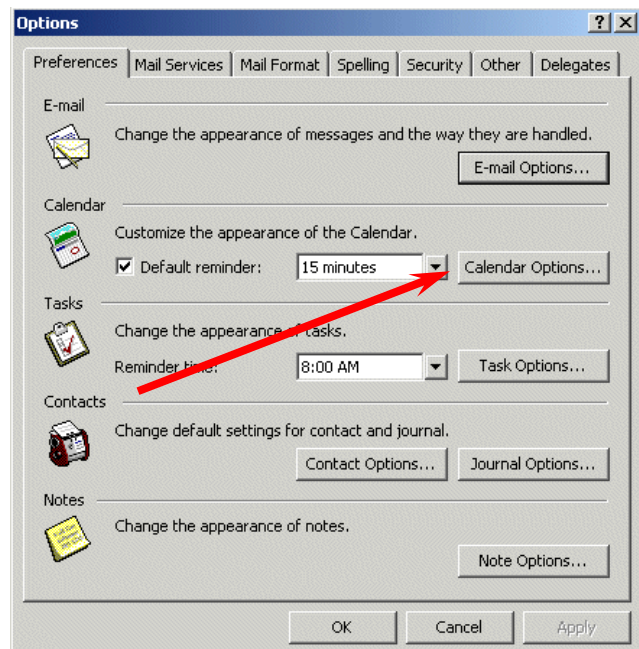 Options
Preferences Mail Services Mail Format Spelling Security Other Delegates
E-mail
Change the appearance of messages and the way they are handled.
E-mail Options...
Calendar
Customize the appearance of the Calendar.
Default reminder: 15 minutes Calendar Options...
Tasks
Change the appearance of tasks.
Reminder time: 8:00 AM Task Options...
Contacts
Change default settings for contact and journal.
Contact Options... Journal Options...
Notes
Change the appearance of notes.
Note Options...
OK Cancel Apply